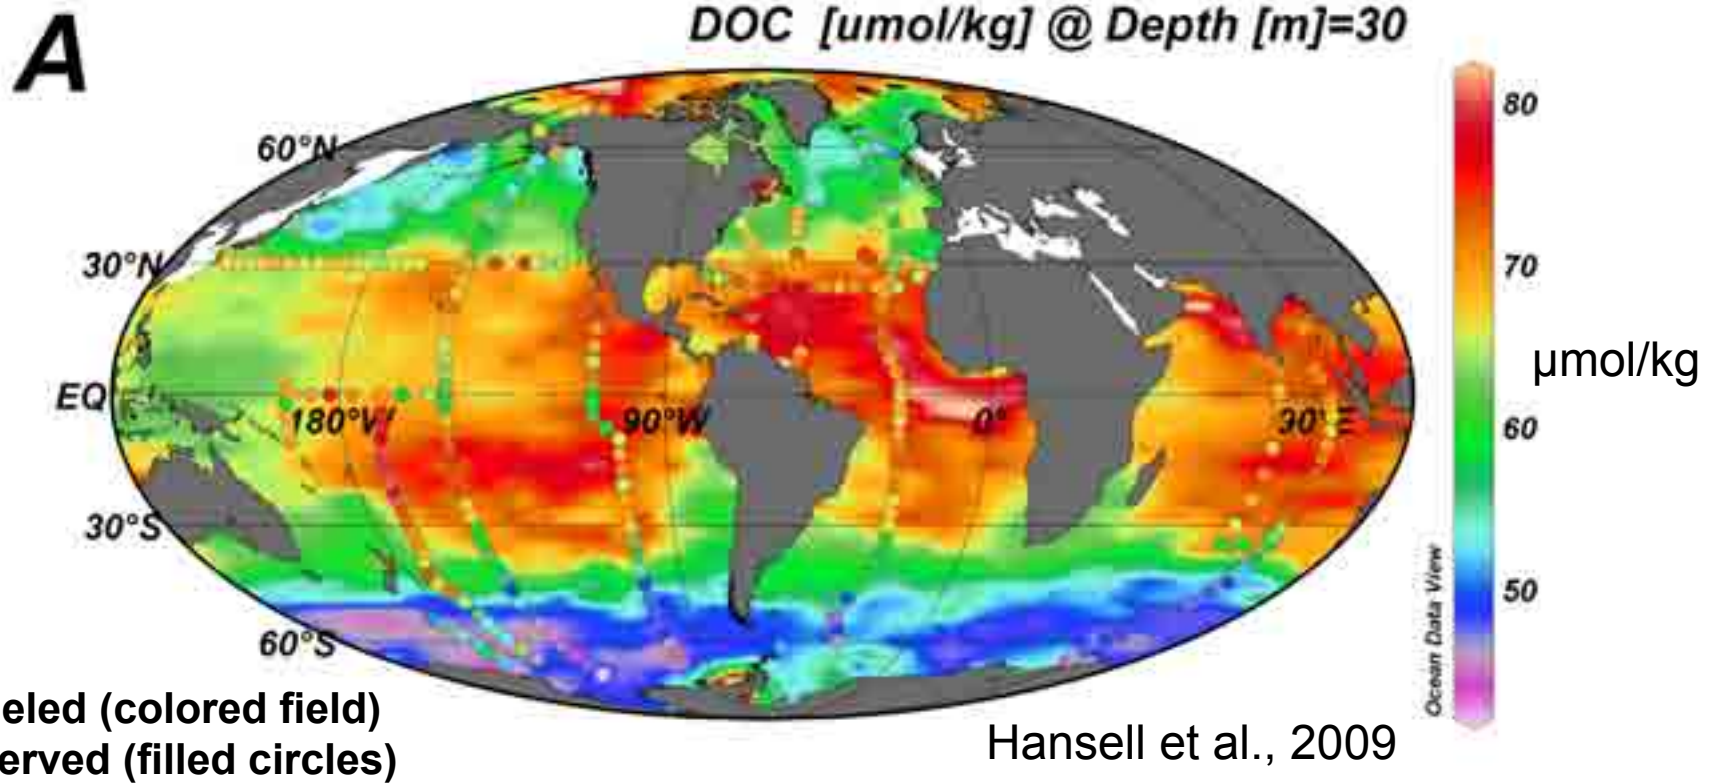 A
DOC [umol/kg] @ Depth [m]=30
80
60°N
70
30°N
µmol/kg
EQ
180°W
90°W
0°
90°E
60
30°S
50
Ocean Data View
60°S
eled (colored field)
erved (filled circles)
Hansell et al., 2009